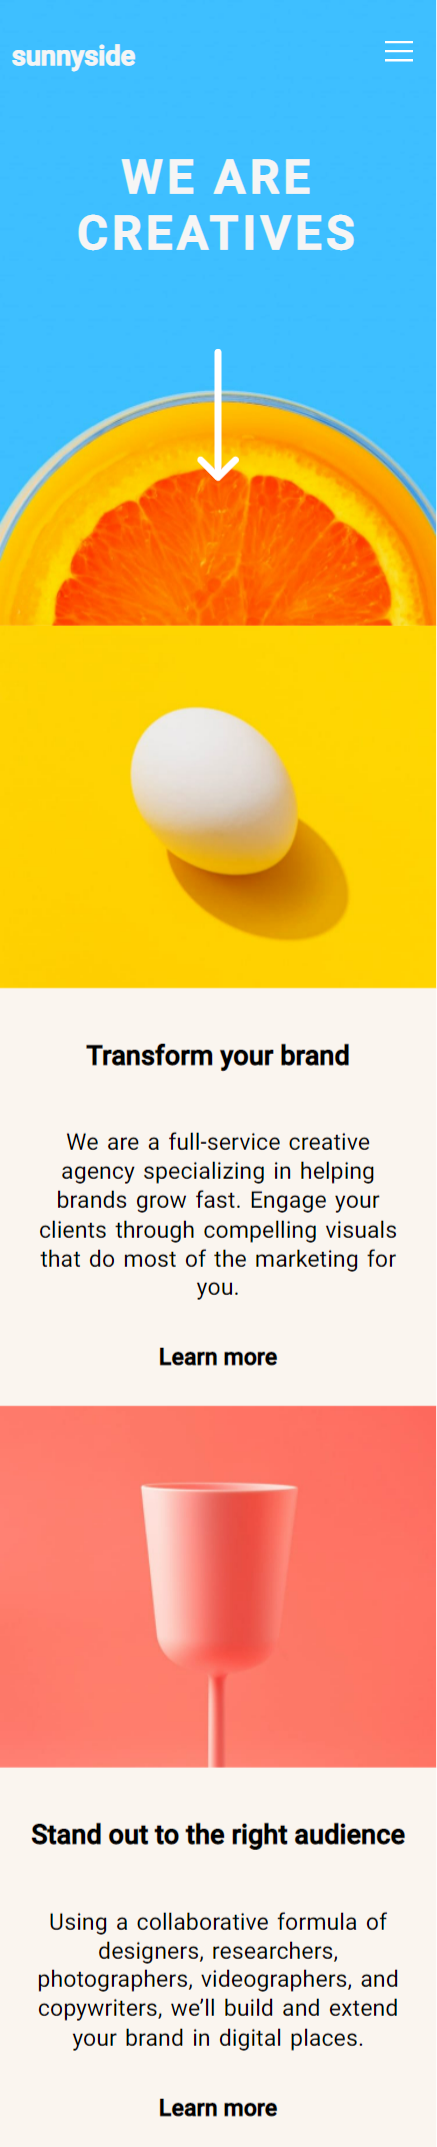 sunnyside
WE ARE
CREATIVES
Transform your brand
We are a full-service creative
agency specializing in helping
brands grow fast. Engage your
clients through compelling visuals
that do most of the marketing for
you.
Learn more
Stand out to the right audience
Using a collaborative formula of
designers, researchers,
photographers, videographers, and
copywriters, we’ll build and extend
your brand in digital places.
Learn more